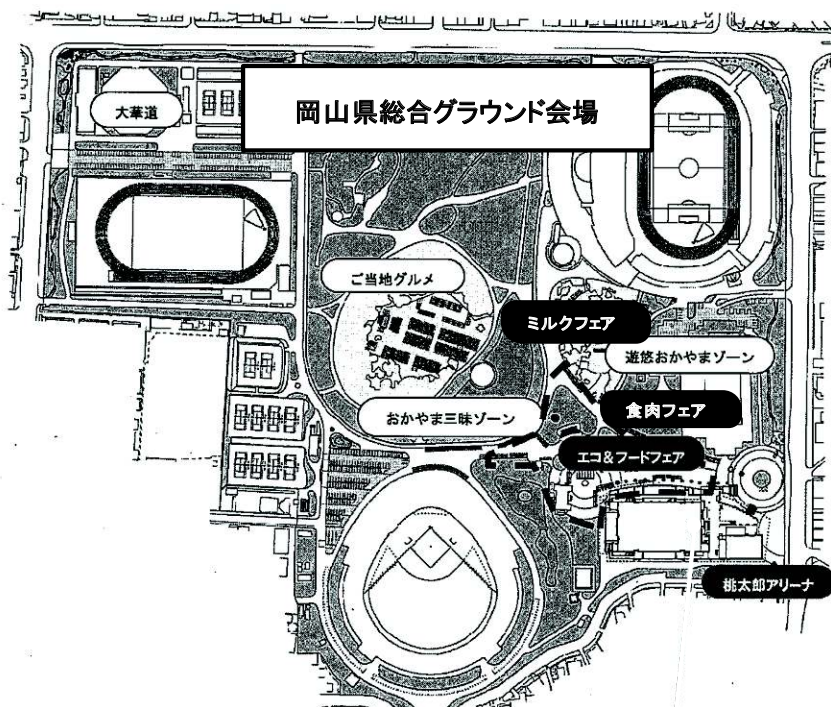 岡山県総合グラウンド会場
大華道
ご当地グルメ
ミルクフェア
遊悠おかやまゾーン
食肉フェア
おかやま三昧ゾーン
エコ&フードフェア
桃太郎アリーナ